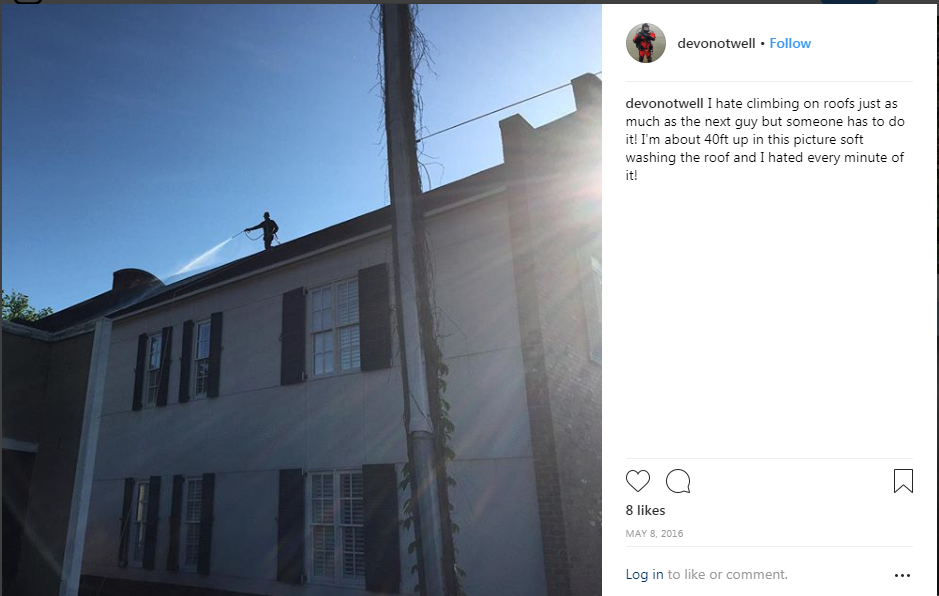 devonotwell • Follow
devonotwell I hate climbing on roofs just as
much as the next guy but someone has to do
it! I'm about 40ft up in this picture soft
washing the roof and I hated every minute of
it!
8 likes
MAY 8, 2016
Log in to like or comment.